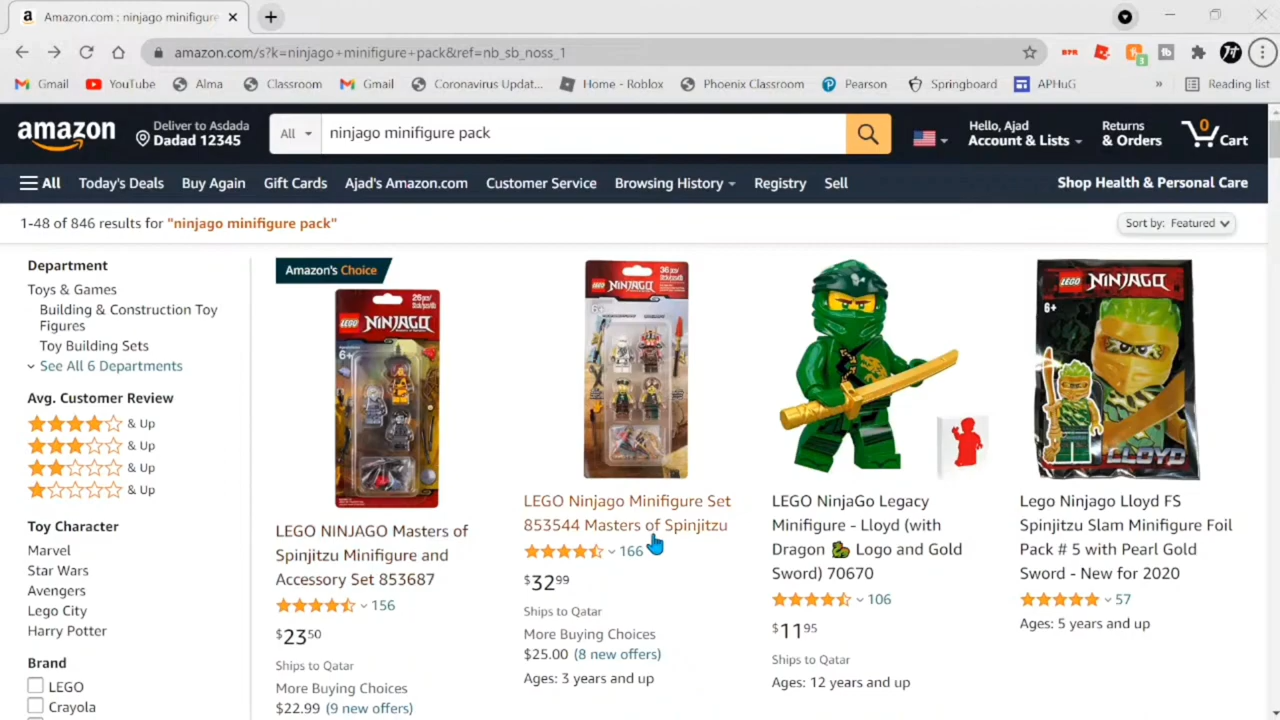 Amazon.com : ninjago minifigure
amazon.com/s?k=ninjago+minifigure+pack&ref=nb_sb_noss_1
Gmail
YouTube
Alma
Classroom
Gmail
Coronavirus Updat...
Home - Roblox
Phoenix Classroom
Pearson
Springboard
APHuG
»
Reading list
amazon
Deliver to Asdada
Dadad 12345
All
ninjago minifigure pack
Hello, Ajad
Account & Lists
Returns
& Orders
0
Cart
All
Today's Deals
Buy Again
Gift Cards
Ajad's Amazon.com
Customer Service
Browsing History
Registry
Sell
Shop Health & Personal Care
1-48 of 846 results for "ninjago minifigure pack"
Sort by: Featured
Department
Toys & Games
Building & Construction Toy
Figures
Toy Building Sets
See All 6 Departments
Avg. Customer Review
& Up
& Up
& Up
& Up
Toy Character
Marvel
Star Wars
Avengers
Lego City
Harry Potter
Brand
LEGO
Crayola
Amazon's Choice
LEGO NINJAGO
6+
LEGO NINJAGO Masters of
Spinjitzu Minifigure and
Accessory Set 853687
156
$2350
Ships to Qatar
More Buying Choices
$22.99 (9 new offers)
LEGO NINJAGO
LEGO Ninjago Minifigure Set
853544 Masters of Spinjitzu
166
$3299
Ships to Qatar
More Buying Choices
$25.00 (8 new offers)
Ages: 3 years and up
LEGO NinjaGo Legacy
Minifigure - Lloyd (with
Dragon 🐉 Logo and Gold
Sword) 70670
106
$1195
Ships to Qatar
Ages: 12 years and up
LEGO NINJAGO
6+
LLOYD
Lego Ninjago Lloyd FS
Spinjitzu Slam Minifigure Foil
Pack # 5 with Pearl Gold
Sword - New for 2020
57
Ages: 5 years and up